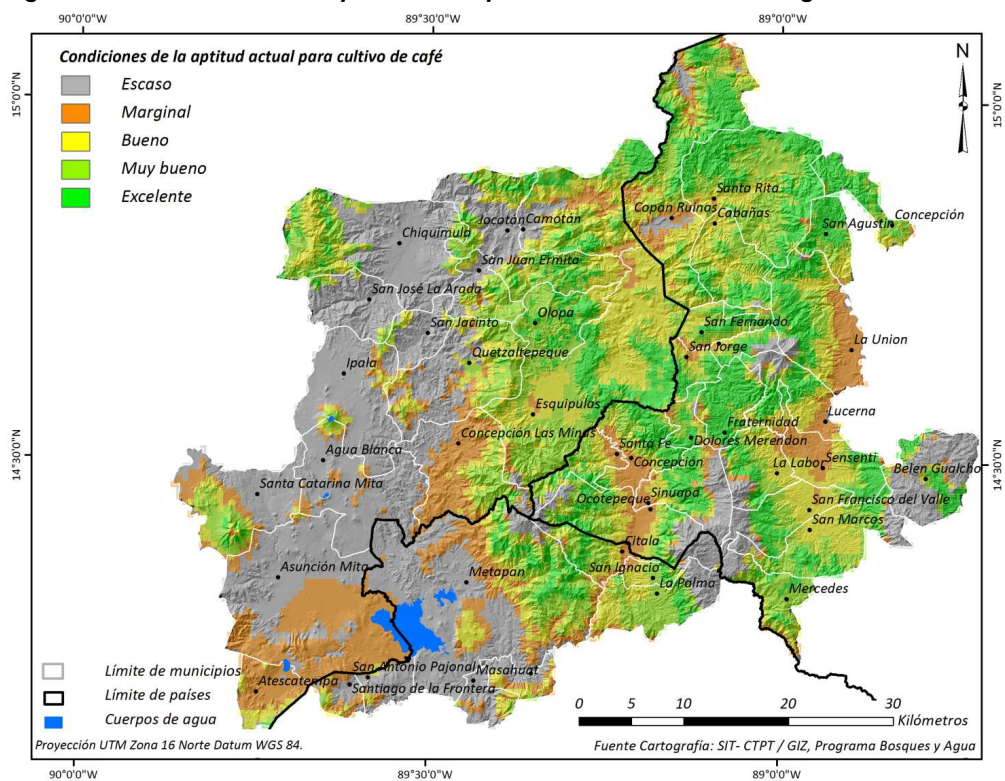 90°0'0"W 89°30'0"W 89°0'0"W
Condiciones de la aptitud actual para cultivo de café
Escaso
Marginal
Bueno
Muy bueno
Excelente
N
15°0'0"N
15°0'0"N
Santa Rita
Copán Ruinas
Cabañas
Concepción
San Agustin
Jocotán
Camotán
Chiquimula
San Juan Ermita
San José La Arada
San Jacinto
Olopa
San Fernando
San Jorge
La Union
Quetzaltepeque
Ipala
Esquipulas
Lucerna
Fraternidad
Concepción Las Minas
Santa Fe
Dolores Merendon
14°30'0"N
14°30'0"N
Agua Blanca
Concepción
La Labor
Sensenti
Belen Gualcho
Santa Catarina Mita
Ocotepeque
Sinuapa
San Francisco del Valle
San Marcos
Citala
Asunción Mita
Metapan
San Ignacio
La Palma
Mercedes
Límite de municipios
Límite de países
Cuerpos de agua
San Antonio Pajonal
Masahuat
Atescatempa
Santiago de la Frontera
0 5 10 20 30
Kilómetros
Proyección UTM Zona 16 Norte Datum WGS 84.
Fuente Cartografía: SIT- CTPT / GIZ, Programa Bosques y Agua
90°0'0"W 89°30'0"W 89°0'0"W